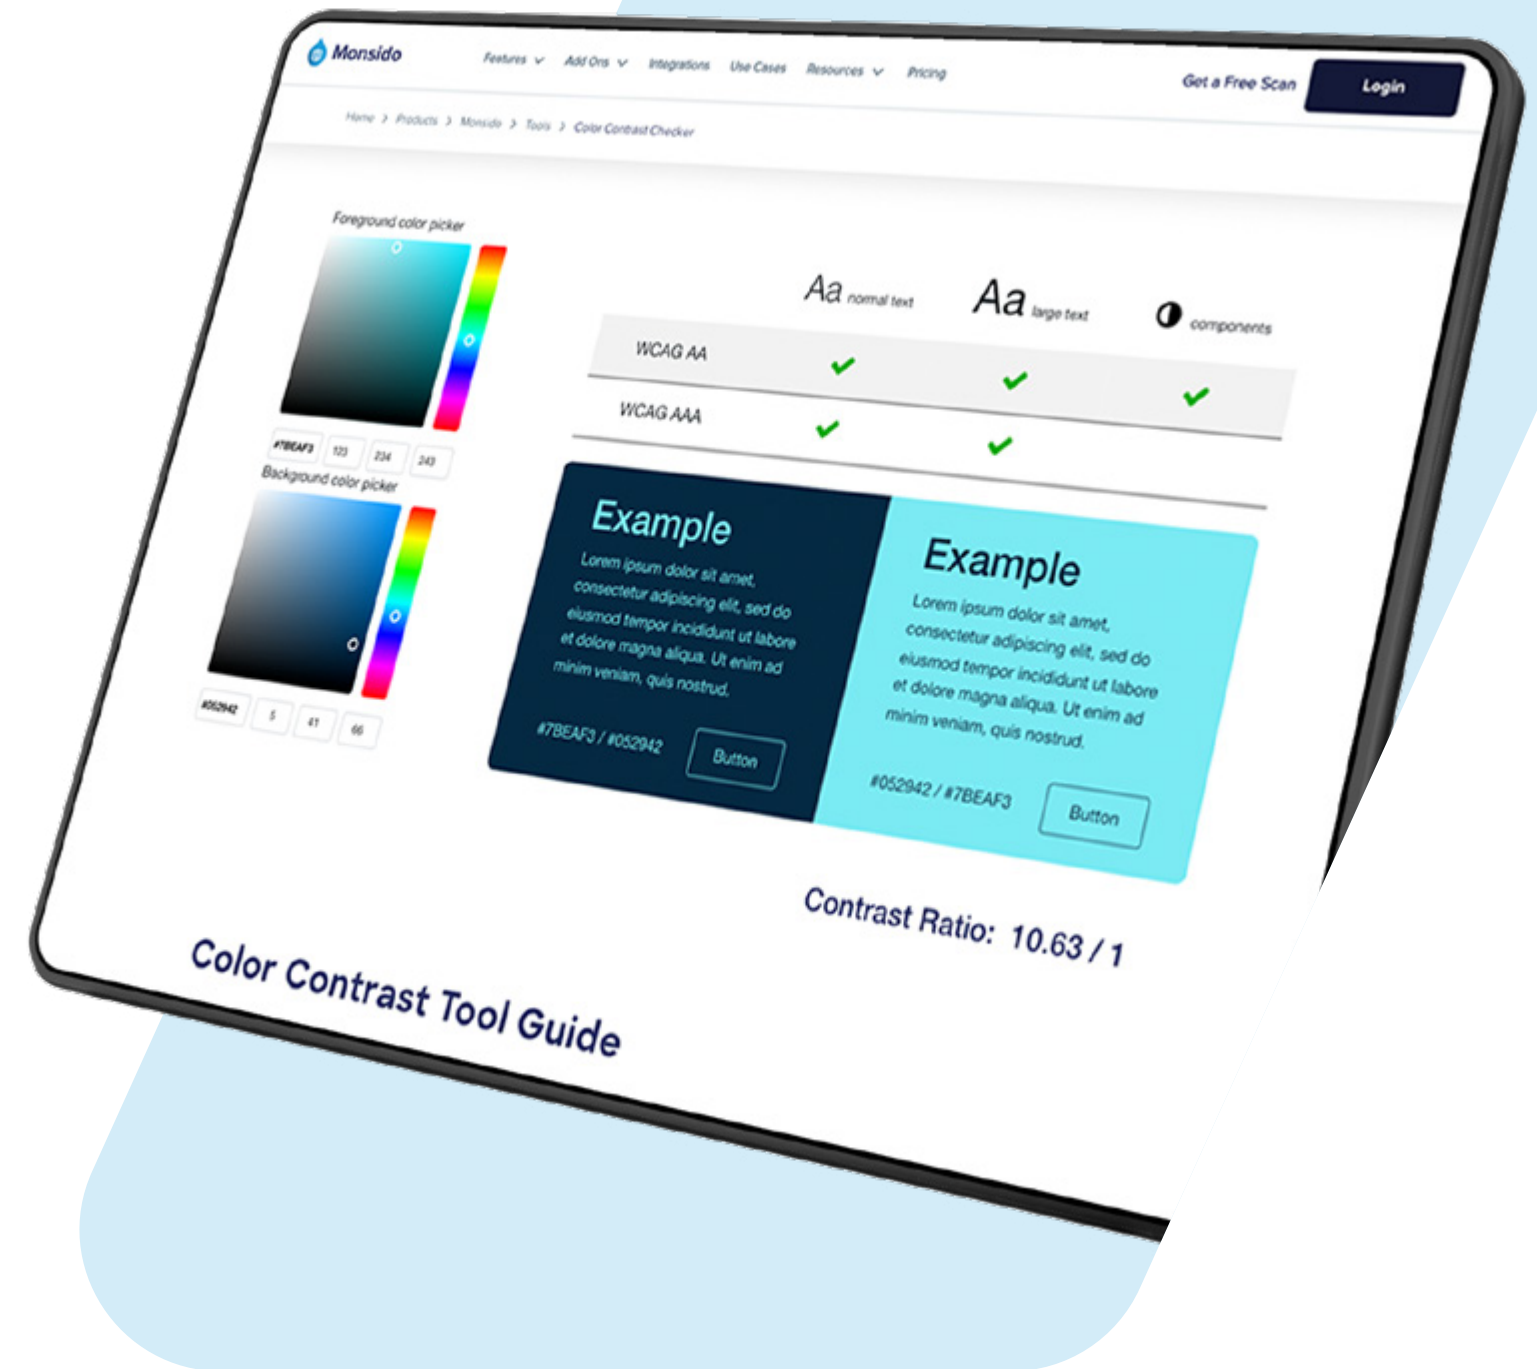 Monsido
Features Add Ons Integrations Use Cases Resources Pricing
Get a Free Scan
Login
Home > Products > Monsido > Tools > Color Contrast Checker
Foreground color picker
#7BEAF3 123 234 243
Background color picker
#052942 5 41 66
Aa normal text Aa large text components
WCAG AA
WCAG AAA
Example
Lorem ipsum dolor sit amet,
consectetur adipiscing elit, sed do
eiusmod tempor incididunt ut labore
et dolore magna aliqua. Ut enim ad
minim veniam, quis nostrud.
#7BEAF3 / #052942
Button
Example
Lorem ipsum dolor sit amet,
consectetur adipiscing elit, sed do
eiusmod tempor incididunt ut labore
et dolore magna aliqua. Ut enim ad
minim veniam, quis nostrud.
#052942 / #7BEAF3
Button
Contrast Ratio: 10.63 / 1
Color Contrast Tool Guide